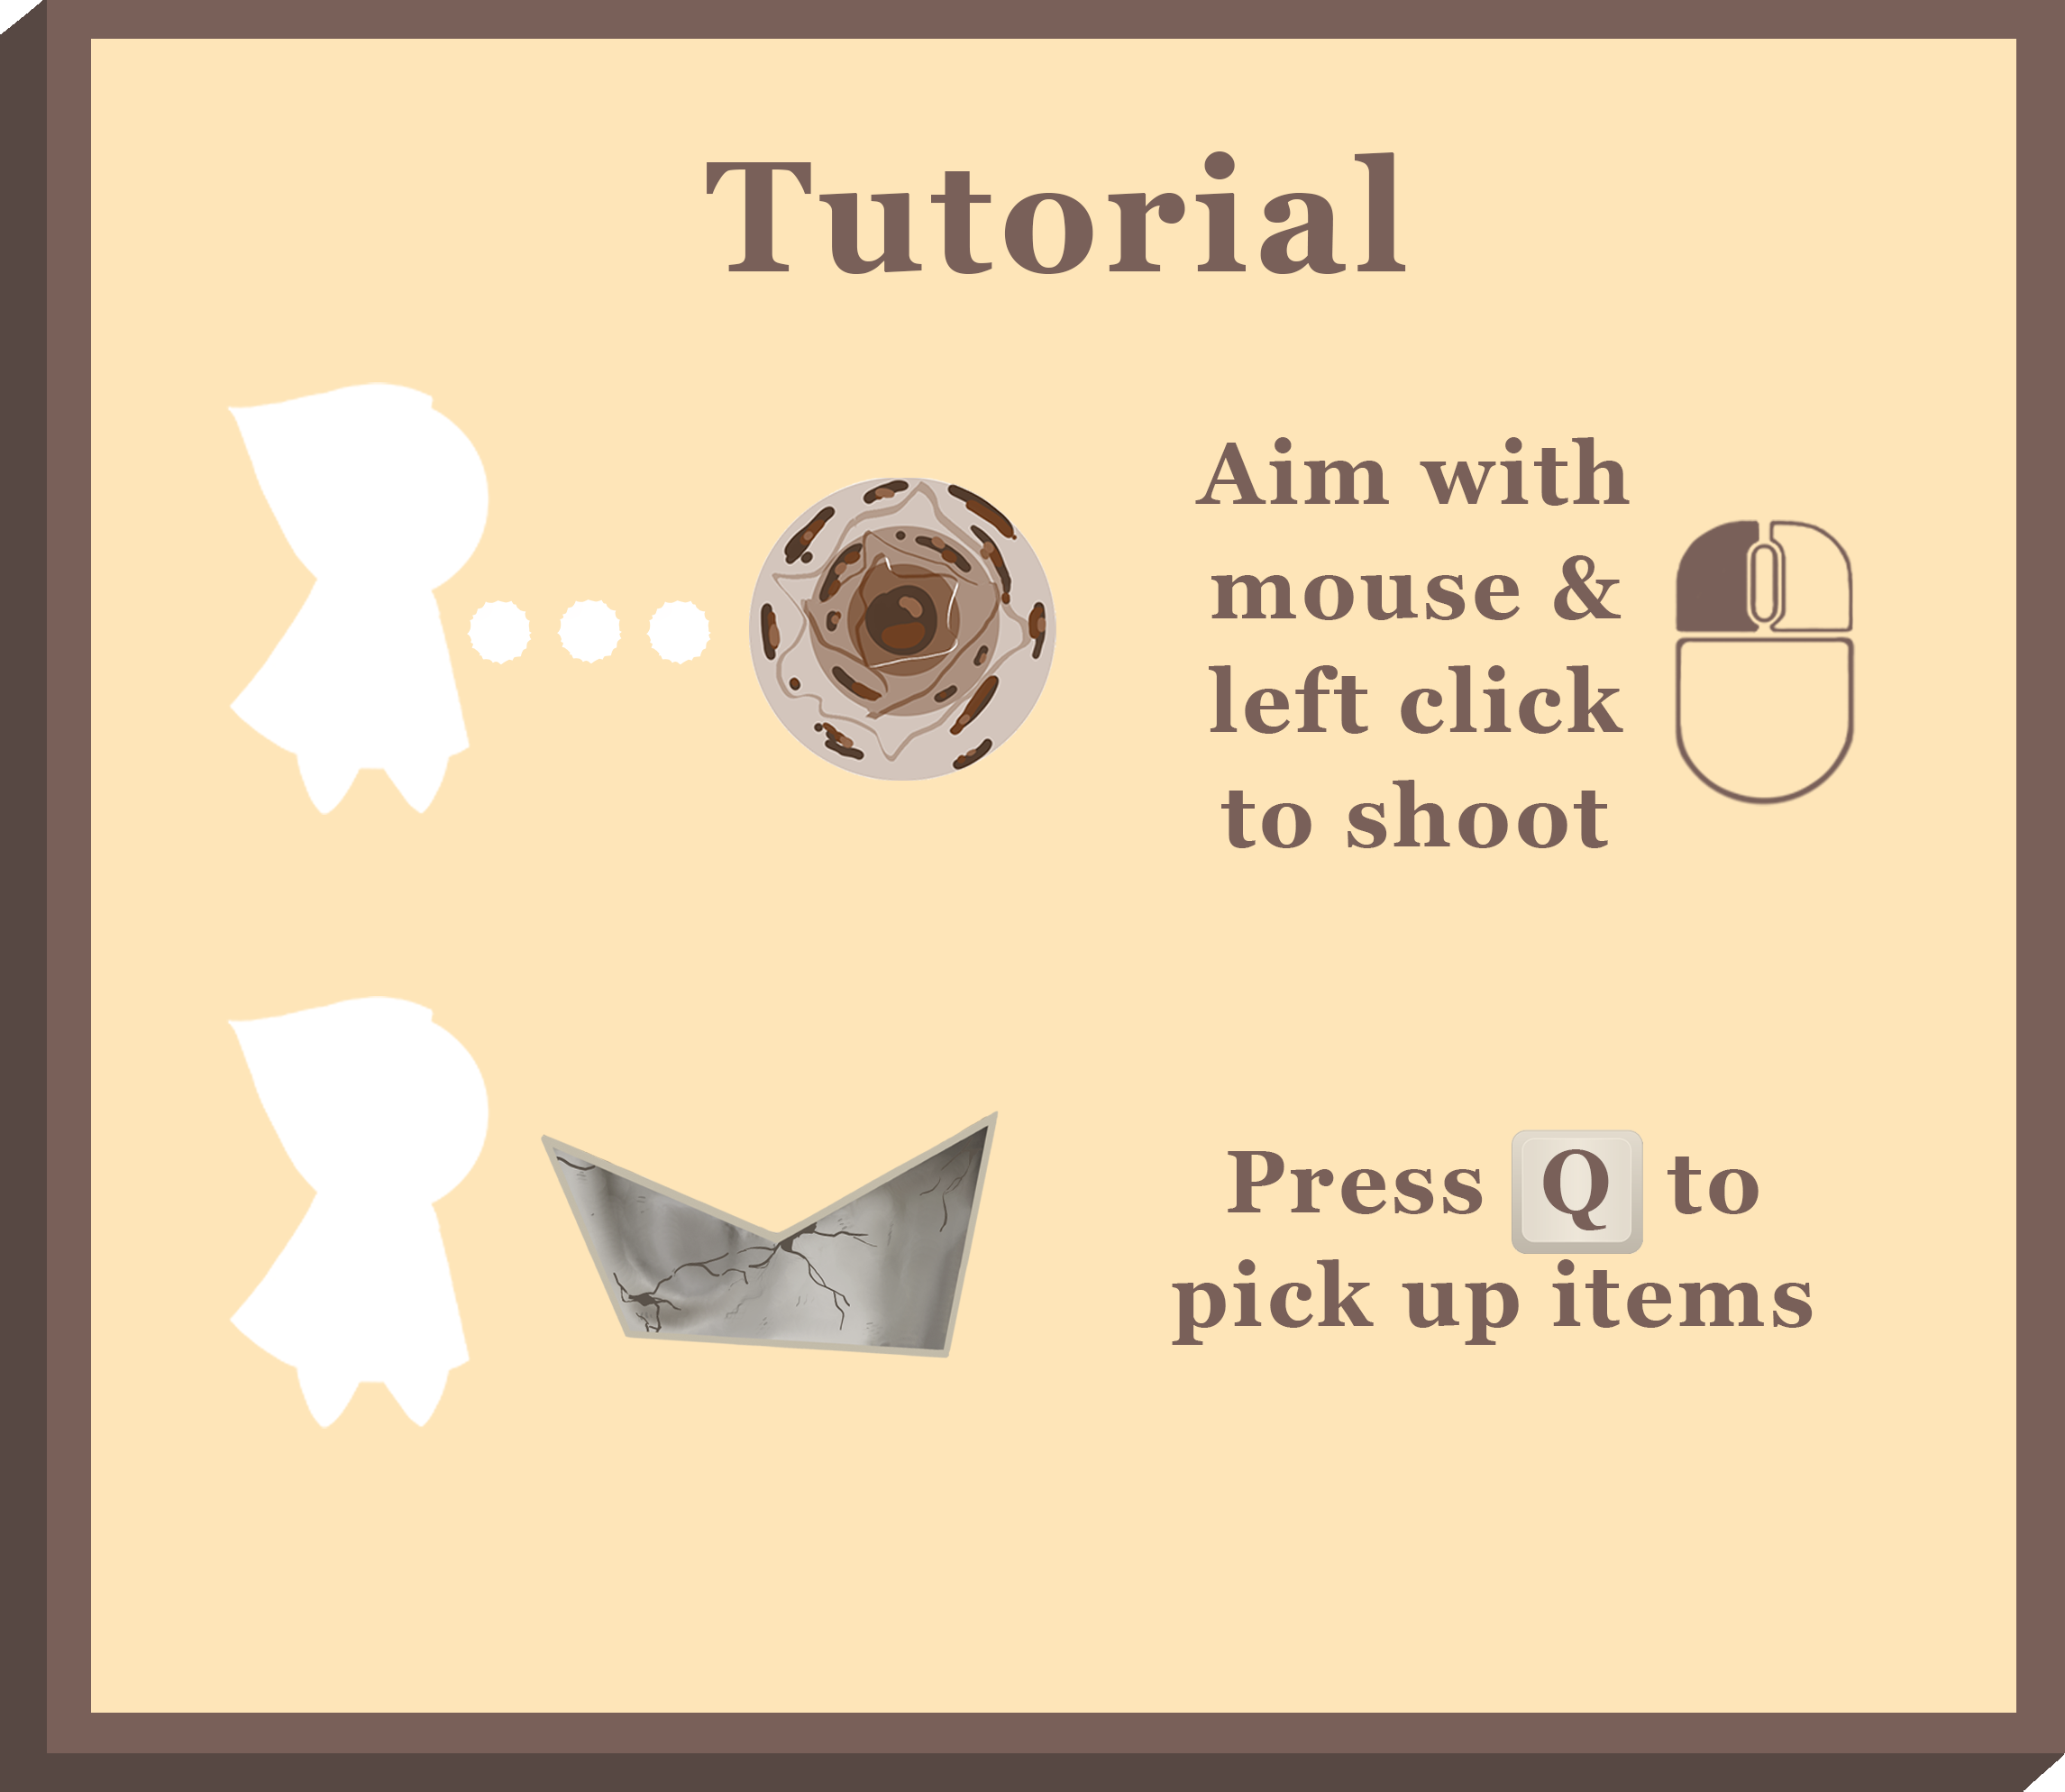 Tutorial
Aim with
mouse &
left click
to shoot
Press Q to
pick up items